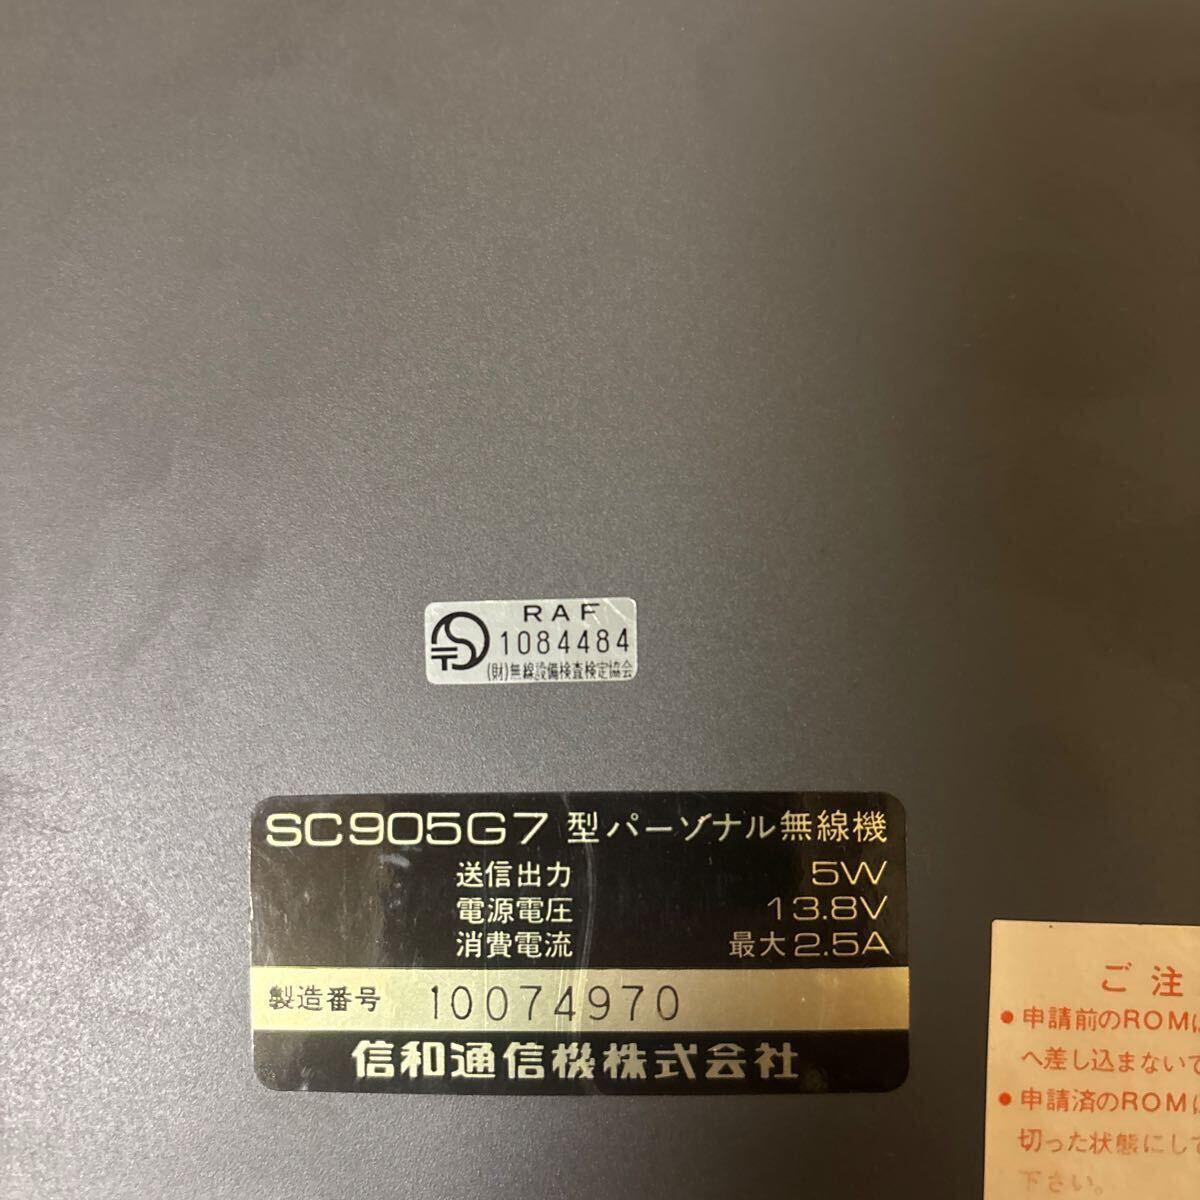 RAF
1084484
(財)無線設備検査検定協会
SC905G7 型パーソナル無線機
送信出力 5W
電源電圧 13.8V
消費電流 最大2.5A
製造番号 10074970
信和通信機株式会社
ご注
●申請前のROMに
へ差し込まないで
●申請済のROMに
切った状態にして
下さい。